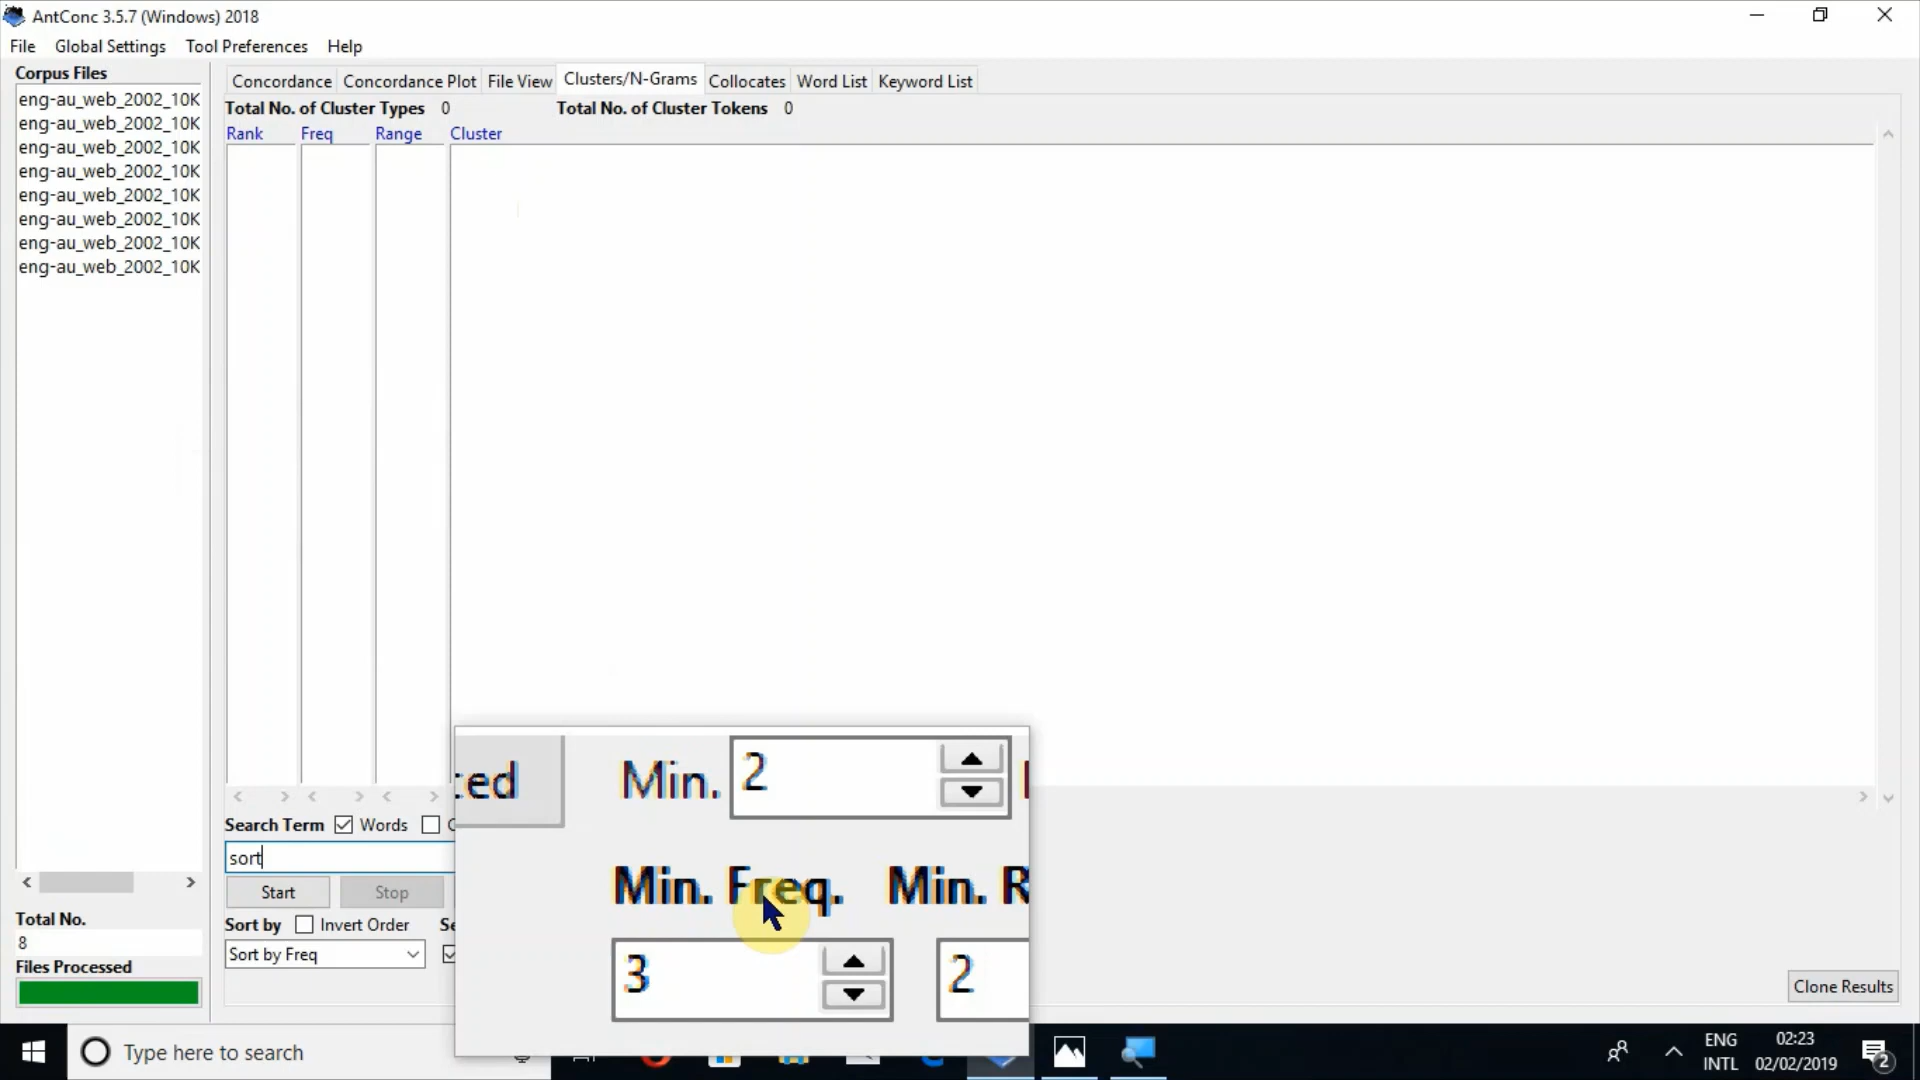 AntConc 3.5.7 (Windows) 2018
File Global Settings Tool Preferences Help
Corpus Files
eng-au_web_2002_10K
eng-au_web_2002_10K
eng-au_web_2002_10K
eng-au_web_2002_10K
eng-au_web_2002_10K
eng-au_web_2002_10K
eng-au_web_2002_10K
eng-au_web_2002_10K
Concordance Concordance Plot File View Clusters/N-Grams Collocates Word List Keyword List
Total No. of Cluster Types 0 Total No. of Cluster Tokens 0
Rank Freq Range Cluster
Search Term Words
sort
Start Stop
Sort by Invert Order Se
Sort by Freq
Total No.
8
Files Processed
ced Min. 2
Min. Freq. Min. R
3 2
Clone Results
Type here to search
ENG
INTL
02:23
02/02/2019
2